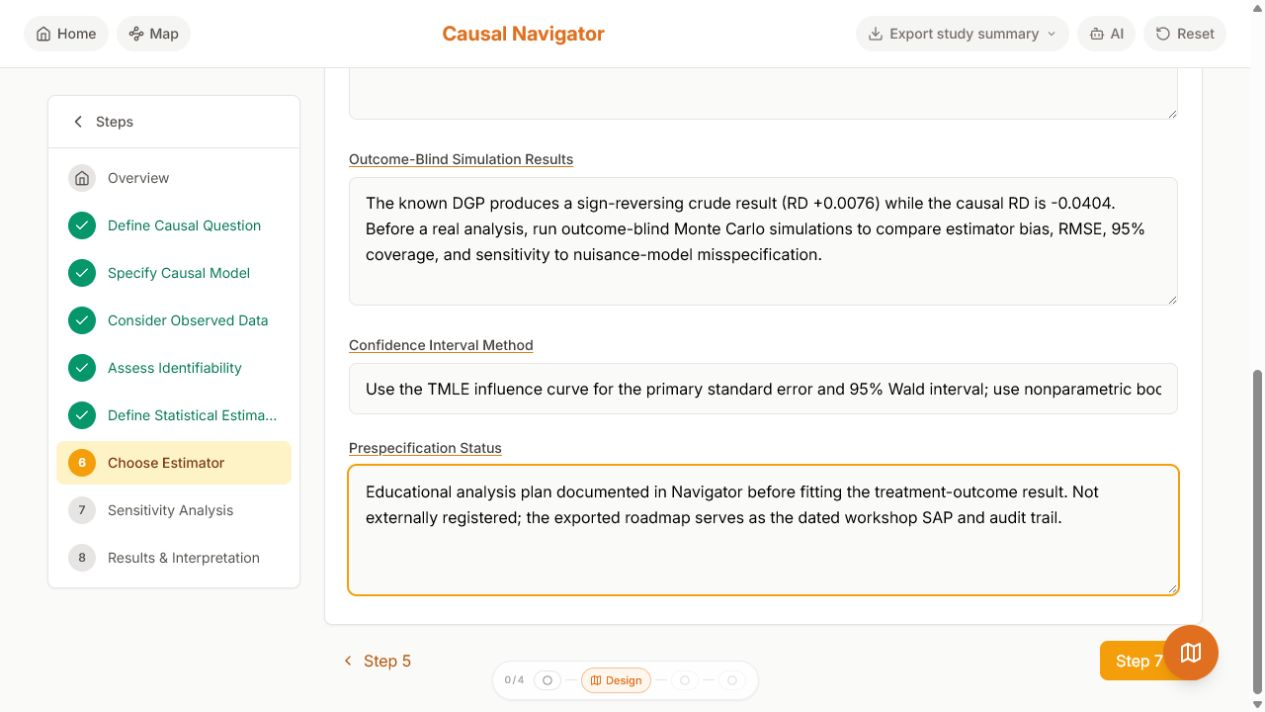 Home
Map
Causal Navigator
Export study summary
AI
Reset
Steps
Overview
Define Causal Question
Specify Causal Model
Consider Observed Data
Assess Identifiability
Define Statistical Estima...
6 Choose Estimator
7 Sensitivity Analysis
8 Results & Interpretation
Outcome-Blind Simulation Results
The known DGP produces a sign-reversing crude result (RD +0.0076) while the causal RD is -0.0404.
Before a real analysis, run outcome-blind Monte Carlo simulations to compare estimator bias, RMSE, 95%
coverage, and sensitivity to nuisance-model misspecification.
Confidence Interval Method
Use the TMLE influence curve for the primary standard error and 95% Wald interval; use nonparametric boo
Prespecification Status
Educational analysis plan documented in Navigator before fitting the treatment-outcome result. Not
externally registered; the exported roadmap serves as the dated workshop SAP and audit trail.
Step 5
0/4
Design
Step 7